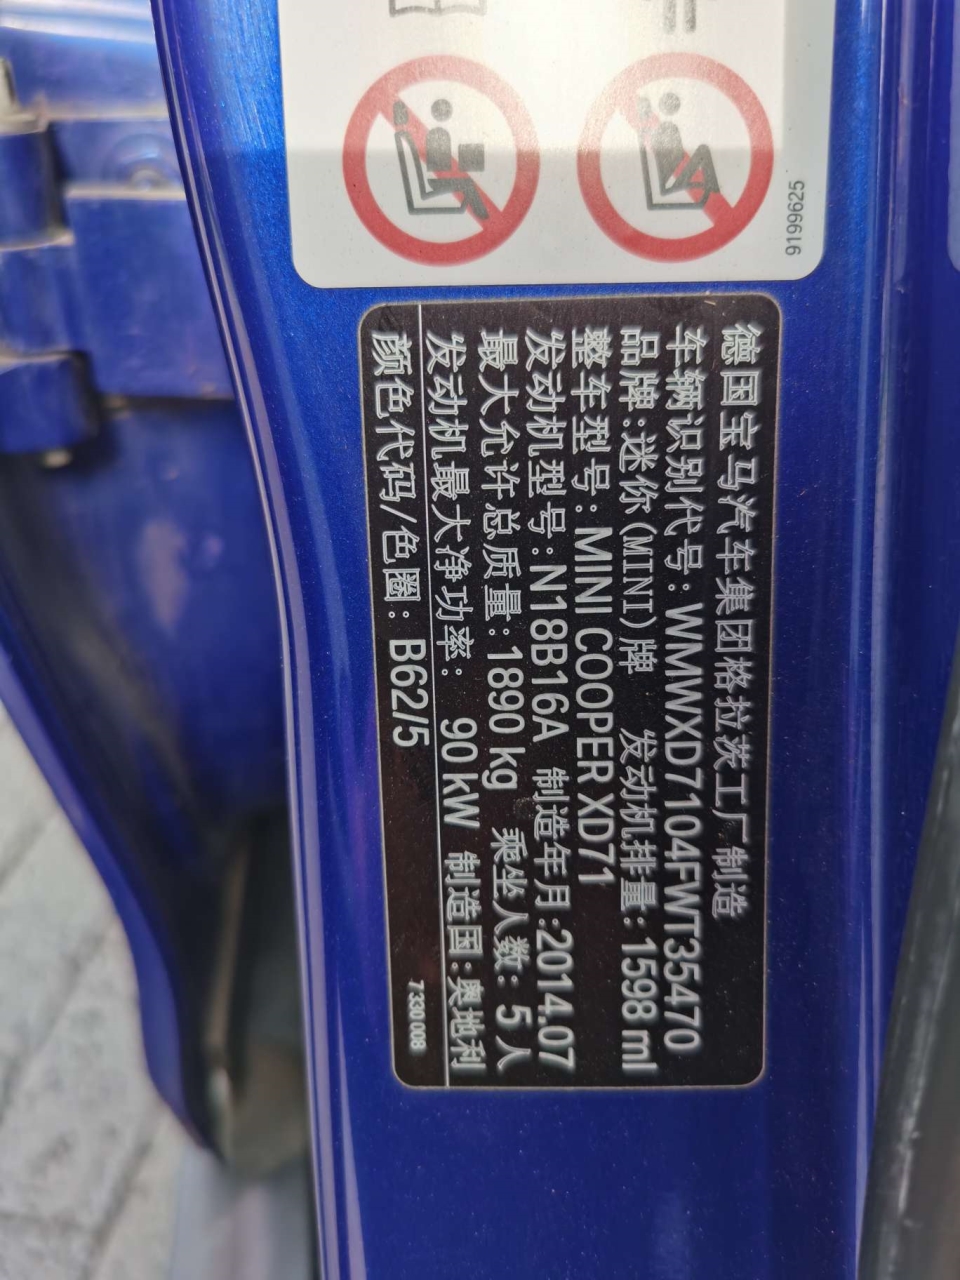 9199625
德国宝马汽车集团格拉茨工厂制造
车辆识别代号: WMWXD7104FWT35470
品牌:迷你(MINI)牌 发动机排量: 1598 ml
整车型号: MINI COOPER XD71
发动机型号: N18B16A 制造年月:2014.07
最大允许总质量:1890 kg 乘坐人数: 5 人
发动机最大净功率: 90 kW 制造国:奥地利
颜色代码/色圈: B62/5
7 330 008